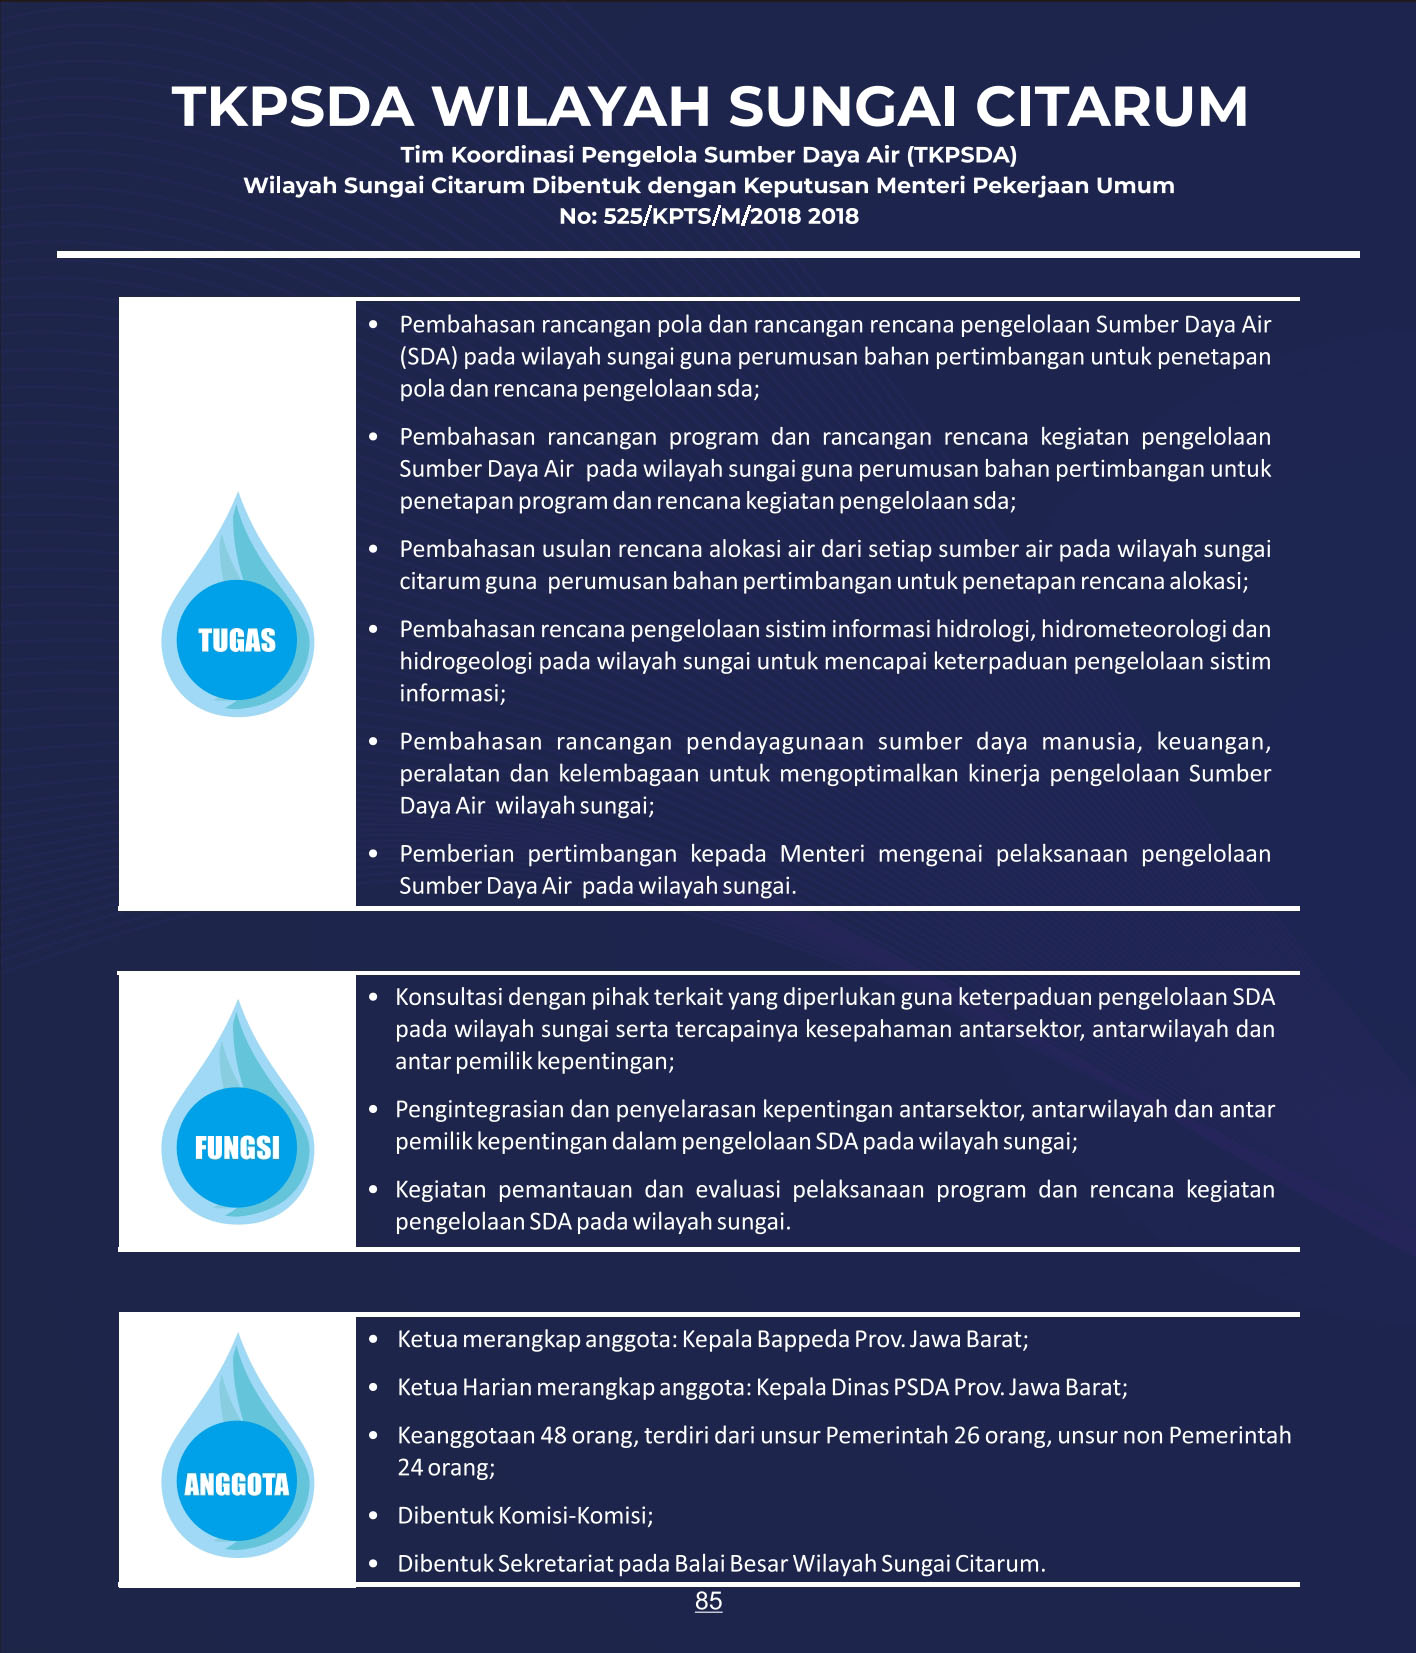 TKPSDA WILAYAH SUNGAI CITARUM
Tim Koordinasi Pengelola Sumber Daya Air (TKPSDA)
Wilayah Sungai Citarum Dibentuk dengan Keputusan Menteri Pekerjaan Umum
No: 525/KPTS/M/2018 2018
TUGAS
• Pembahasan rancangan pola dan rancangan rencana pengelolaan Sumber Daya Air
(SDA) pada wilayah sungai guna perumusan bahan pertimbangan untuk penetapan
pola dan rencana pengelolaan sda;
• Pembahasan rancangan program dan rancangan rencana kegiatan pengelolaan
Sumber Daya Air pada wilayah sungai guna perumusan bahan pertimbangan untuk
penetapan program dan rencana kegiatan pengelolaan sda;
• Pembahasan usulan rencana alokasi air dari setiap sumber air pada wilayah sungai
citarum guna perumusan bahan pertimbangan untuk penetapan rencana alokasi;
• Pembahasan rencana pengelolaan sistim informasi hidrologi, hidrometeorologi dan
hidrogeologi pada wilayah sungai untuk mencapai keterpaduan pengelolaan sistim
informasi;
• Pembahasan rancangan pendayagunaan sumber daya manusia, keuangan,
peralatan dan kelembagaan untuk mengoptimalkan kinerja pengelolaan Sumber
Daya Air wilayah sungai;
• Pemberian pertimbangan kepada Menteri mengenai pelaksanaan pengelolaan
Sumber Daya Air pada wilayah sungai.
FUNGSI
• Konsultasi dengan pihak terkait yang diperlukan guna keterpaduan pengelolaan SDA
pada wilayah sungai serta tercapainya kesepahaman antarsektor, antarwilayah dan
antar pemilik kepentingan;
• Pengintegrasian dan penyelarasan kepentingan antarsektor, antarwilayah dan antar
pemilik kepentingan dalam pengelolaan SDA pada wilayah sungai;
• Kegiatan pemantauan dan evaluasi pelaksanaan program dan rencana kegiatan
pengelolaan SDA pada wilayah sungai.
ANGGOTA
• Ketua merangkap anggota: Kepala Bappeda Prov. Jawa Barat;
• Ketua Harian merangkap anggota: Kepala Dinas PSDA Prov. Jawa Barat;
• Keanggotaan 48 orang, terdiri dari unsur Pemerintah 26 orang, unsur non Pemerintah
24 orang;
• Dibentuk Komisi-Komisi;
• Dibentuk Sekretariat pada Balai Besar Wilayah Sungai Citarum.
85